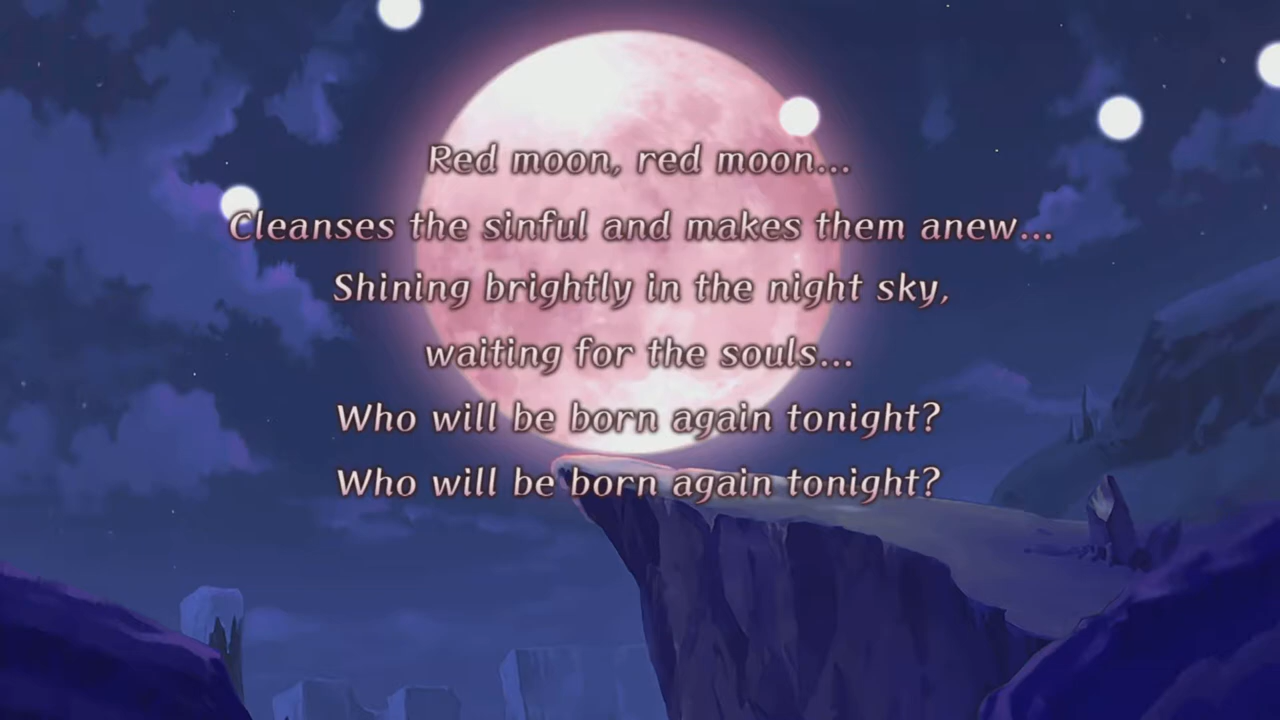 Red moon, red moon...
Cleanses the sinful and makes them anew...
Shining brightly in the night sky,
waiting for the souls...
Who will be born again tonight?
Who will be born again tonight?